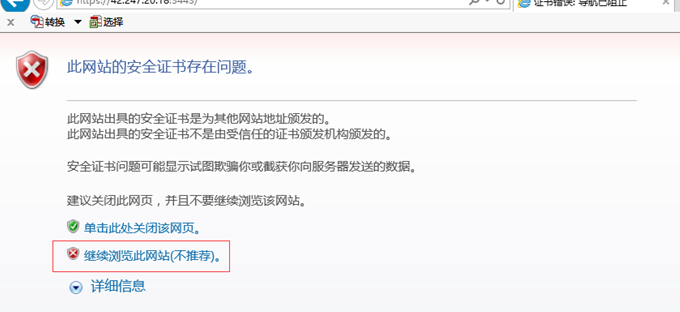 https://42.247.20.18:5443/
证书错误: 导航已阻止
x 转换 选择
此网站的安全证书存在问题。
此网站出具的安全证书是为其他网站地址颁发的。
此网站出具的安全证书不是由受信任的证书颁发机构颁发的。
安全证书问题可能显示试图欺骗你或截获你向服务器发送的数据。
建议关闭此网页，并且不要继续浏览该网站。
单击此处关闭该网页。
继续浏览此网站(不推荐)。
详细信息